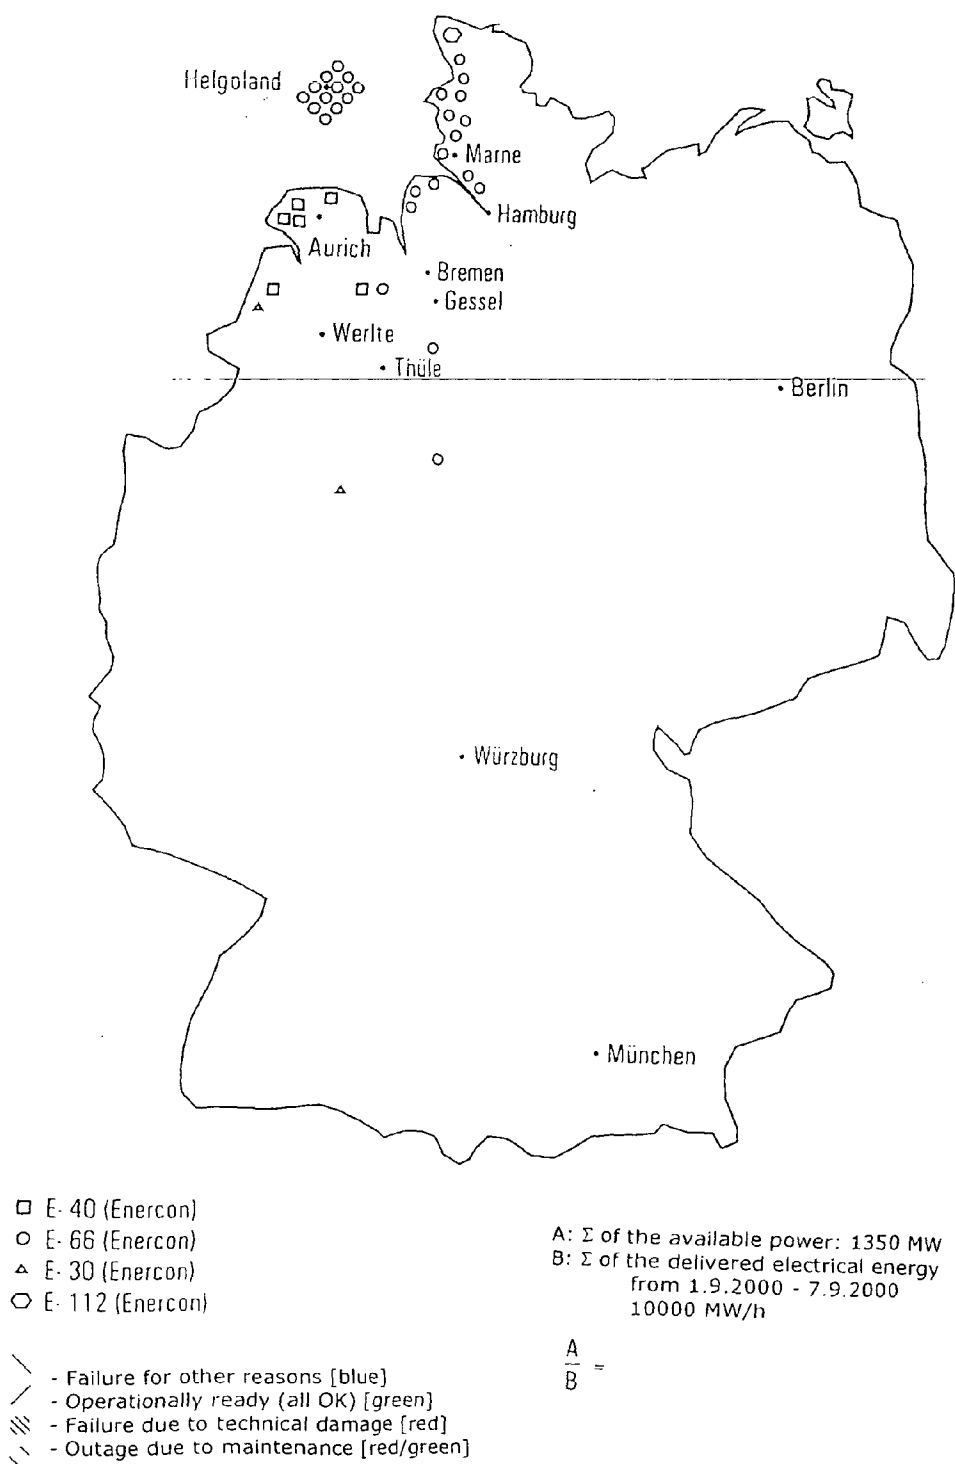 Helgoland
Marne
Hamburg
Aurich
Bremen
Gessel
Werlte
Thüle
Berlin
Würzburg
München
E- 40 (Enercon)
E- 66 (Enercon)
E- 30 (Enercon)
E- 112 (Enercon)
A: Σ of the available power: 1350 MW
B: Σ of the delivered electrical energy
from 1.9.2000 - 7.9.2000
10000 MW/h
A
B =
- Failure for other reasons [blue]
- Operationally ready (all OK) [green]
- Failure due to technical damage [red]
- Outage due to maintenance [red/green]